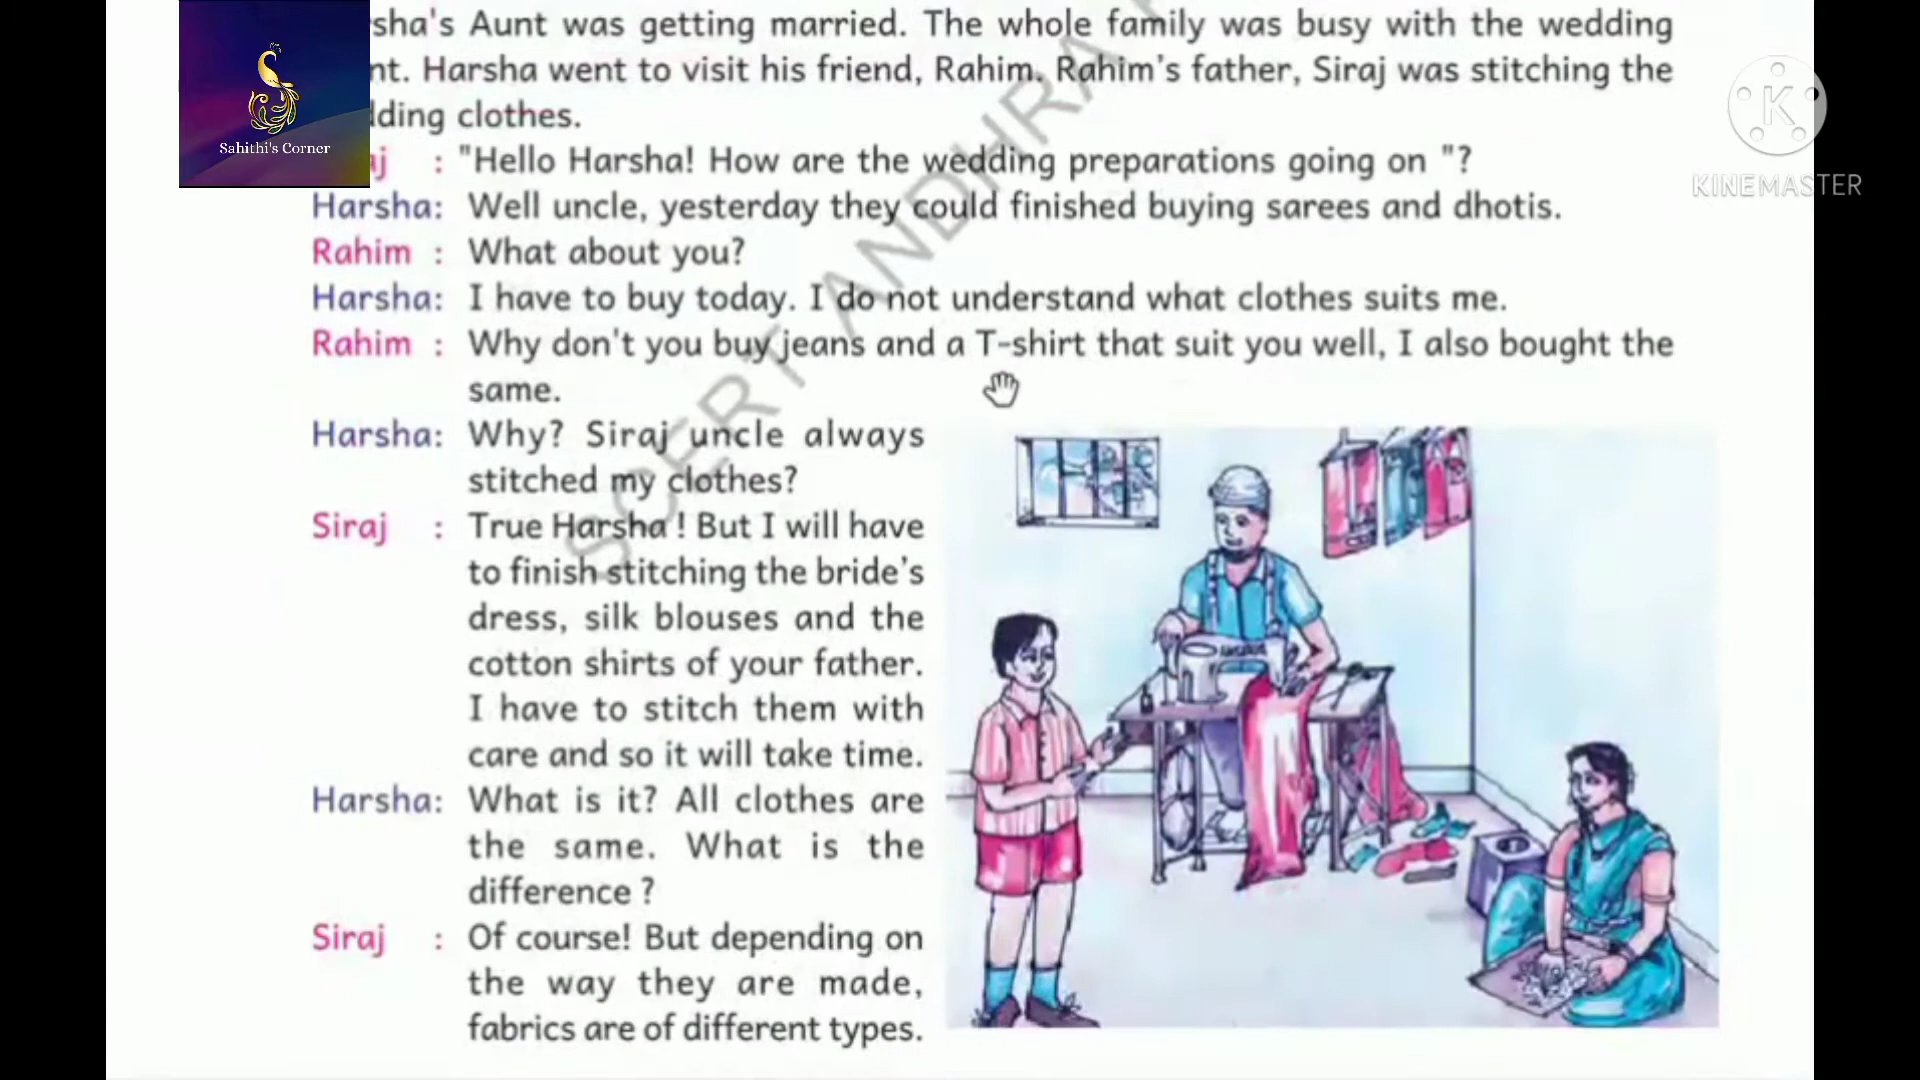 sha's Aunt was getting married. The whole family was busy with the wedding
nt. Harsha went to visit his friend, Rahim. Rahim's father, Siraj was stitching the
dding clothes.
Sahithi's Corner
KINEMASTER
aj : "Hello Harsha! How are the wedding preparations going on "?
Harsha: Well uncle, yesterday they could finished buying sarees and dhotis.
Rahim : What about you?
Harsha: I have to buy today. I do not understand what clothes suits me.
Rahim : Why don't you buy jeans and a T-shirt that suit you well, I also bought the
same.
Harsha: Why? Siraj uncle always
stitched my clothes?
Siraj : True Harsha ! But I will have
to finish stitching the bride's
dress, silk blouses and the
cotton shirts of your father.
I have to stitch them with
care and so it will take time.
Harsha: What is it? All clothes are
the same. What is the
difference ?
Siraj : Of course! But depending on
the way they are made,
fabrics are of different types.
SCERT ANDHRA